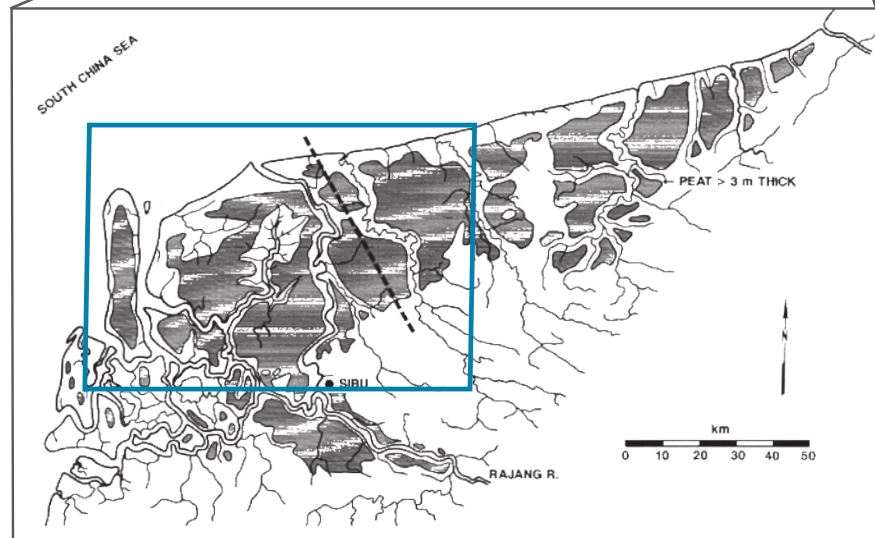 SOUTH CHINA SEA
← PEAT > 3 m THICK
N
SIBU
km
0 10 20 30 40 50
RAJANG R.